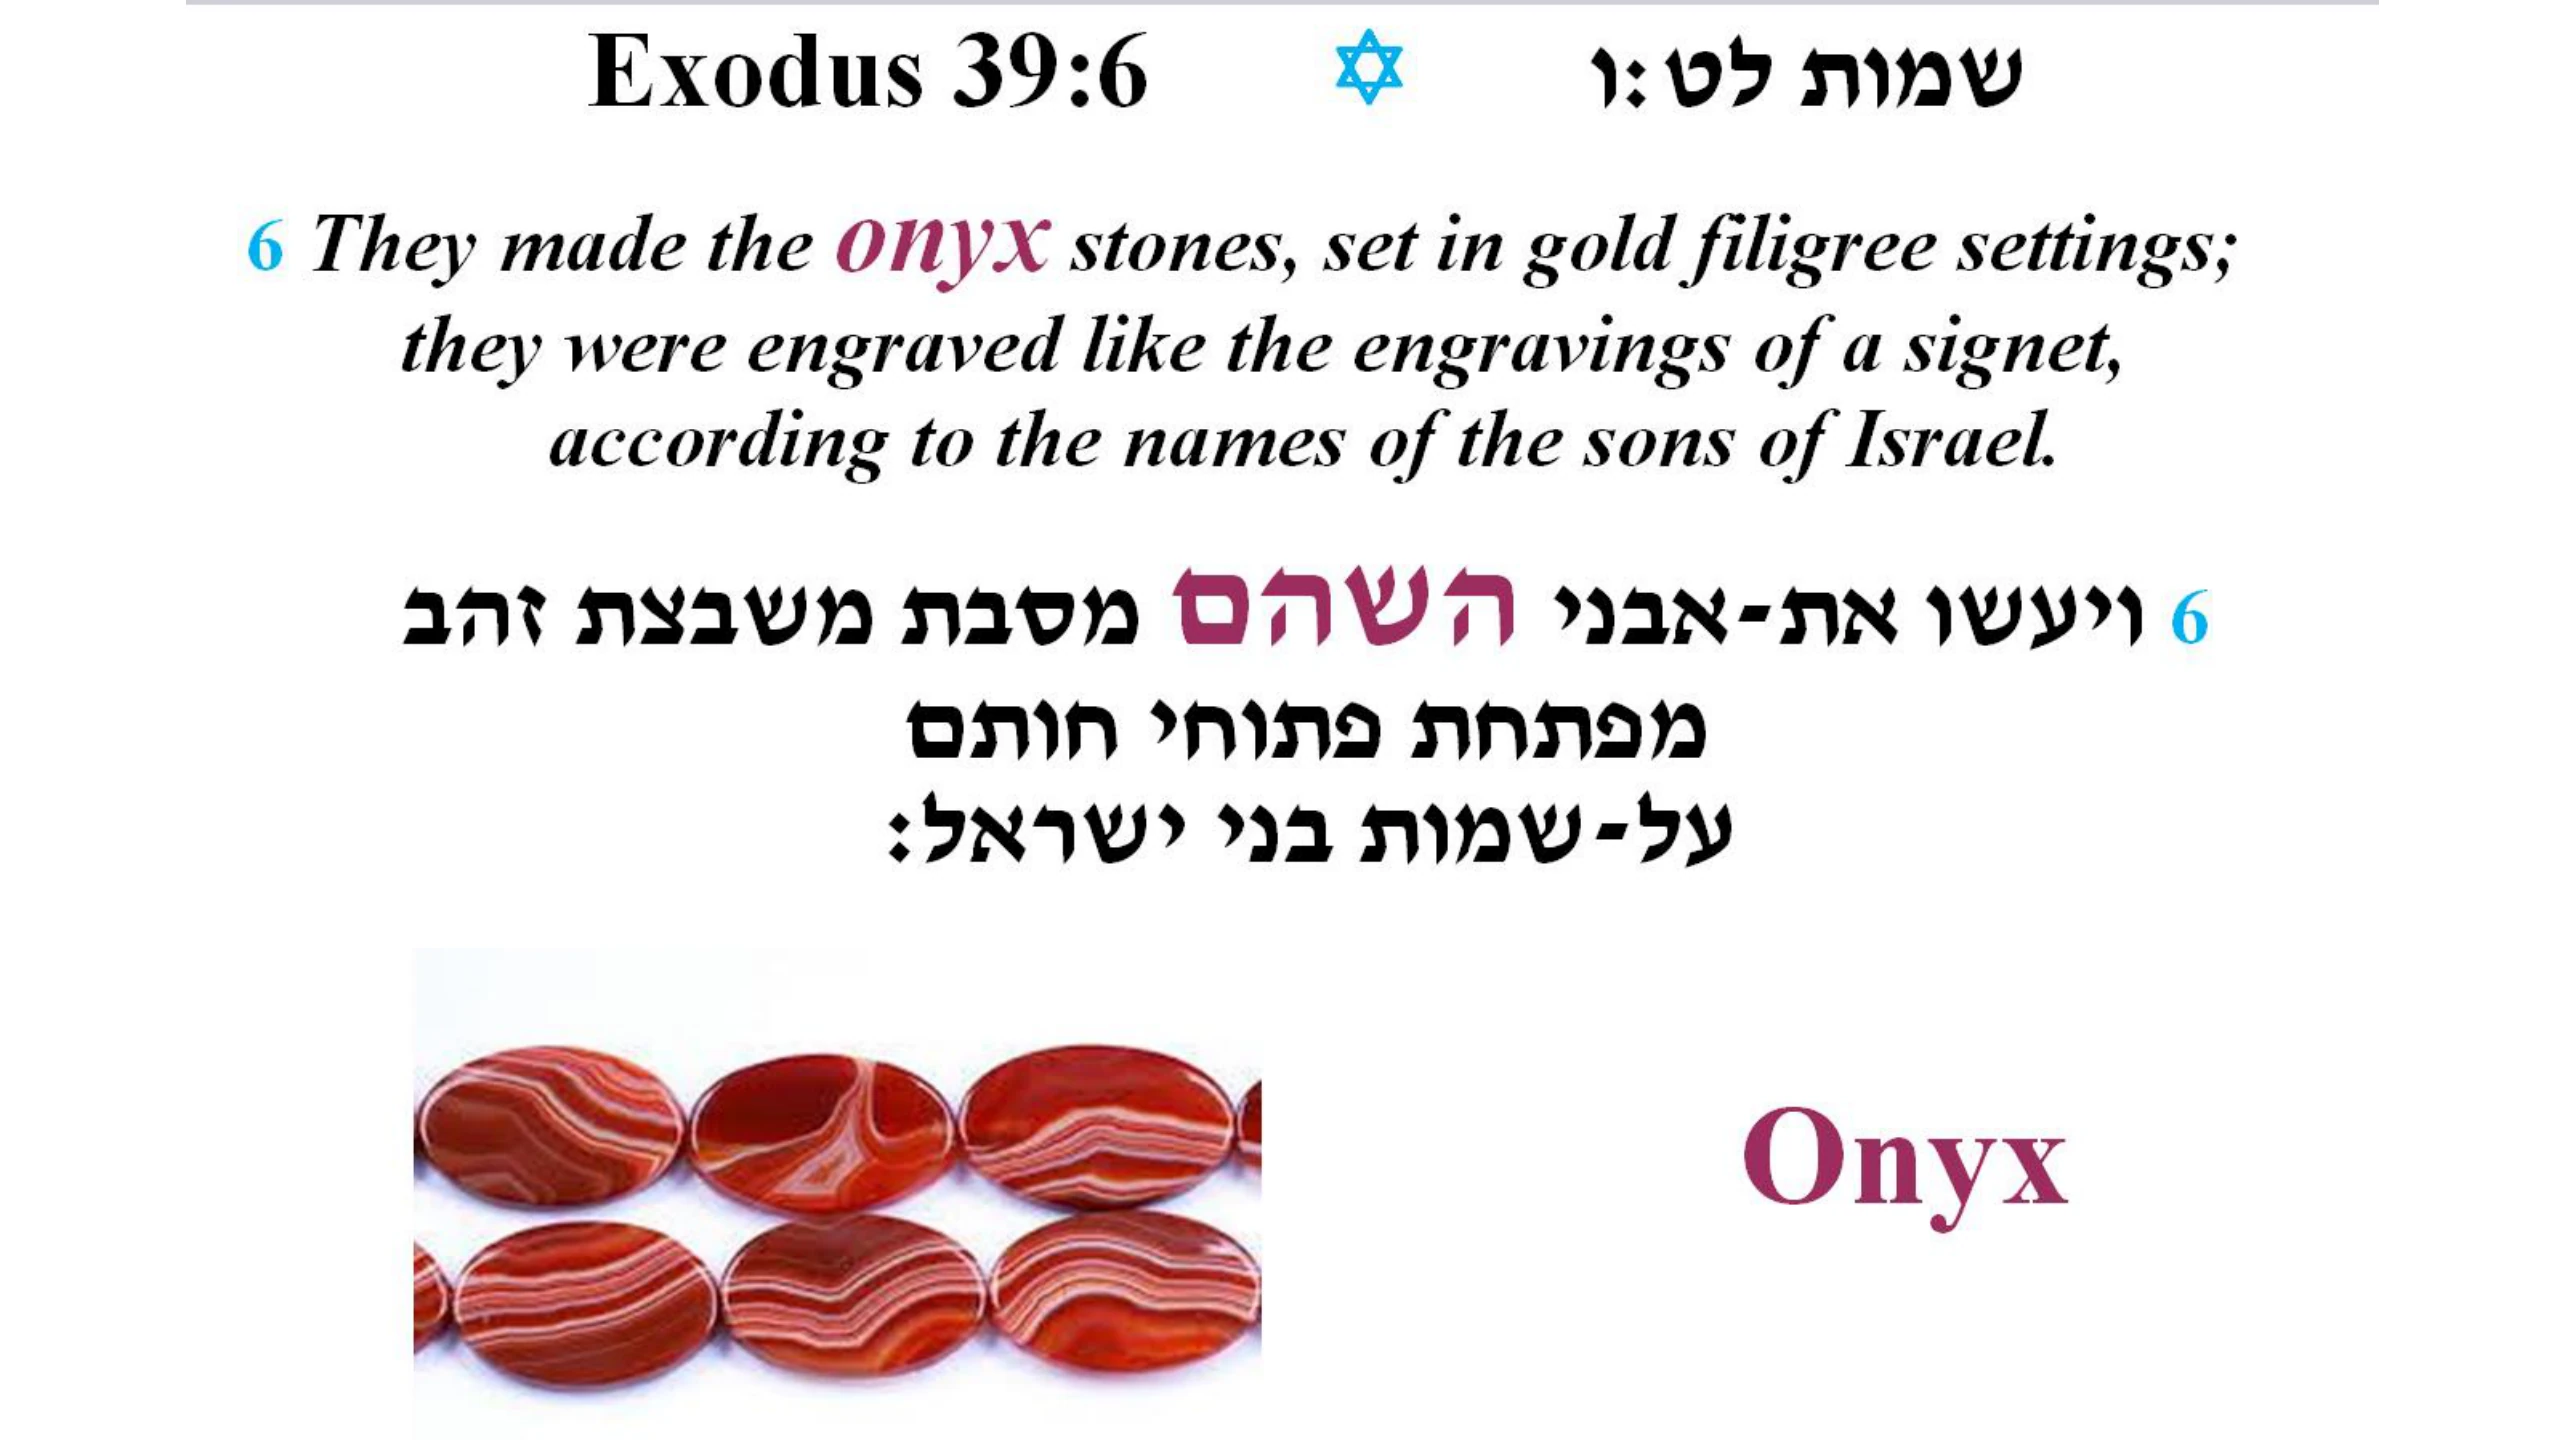 Exodus 39:6 ✡ שמות לט:ו
6 They made the onyx stones, set in gold filigree settings;
they were engraved like the engravings of a signet,
according to the names of the sons of Israel.
6 ויעשו את-אבני השהם מסבת משבצת זהב
מפתחת פתוחי חותם
על-שמות בני ישראל:
Onyx